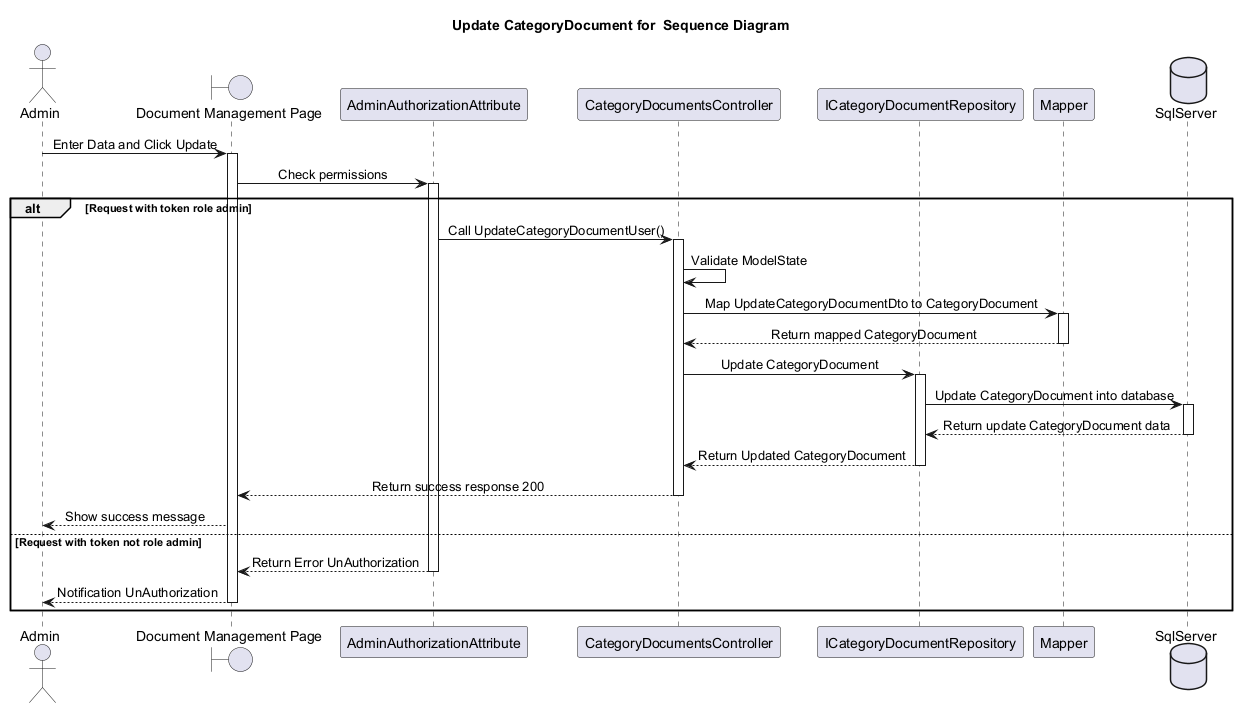 Update CategoryDocument for  Sequence Diagram
Admin
Document Management Page
AdminAuthorizationAttribute
CategoryDocumentsController
ICategoryDocumentRepository
Mapper
SqlServer
Enter Data and Click Update
Check permissions
alt
[Request with token role admin]
Call UpdateCategoryDocumentUser()
Validate ModelState
Map UpdateCategoryDocumentDto to CategoryDocument
Return mapped CategoryDocument
Update CategoryDocument
Update CategoryDocument into database
Return update CategoryDocument data
Return Updated CategoryDocument
Return success response 200
Show success message
[Request with token not role admin]
Return Error UnAuthorization
Notification UnAuthorization
Admin
Document Management Page
AdminAuthorizationAttribute
CategoryDocumentsController
ICategoryDocumentRepository
Mapper
SqlServer